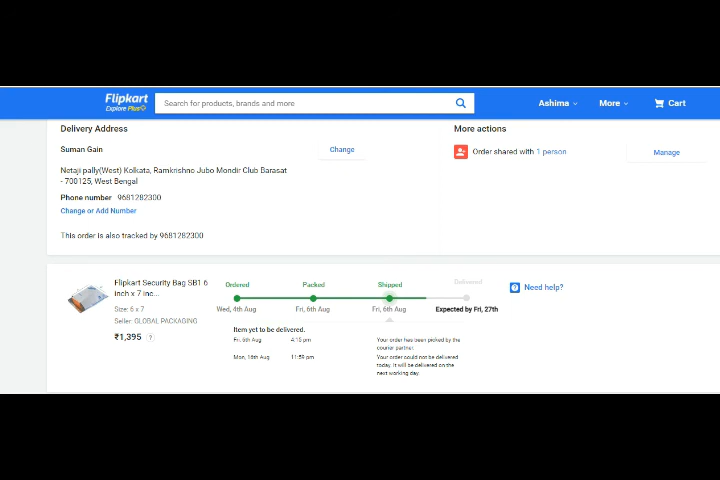 Flipkart
Explore Plus
Search for products, brands and more
Ashima
More
Cart
Delivery Address
More actions
Suman Gain
Change
Order shared with 1 person
Manage
Netaji pally(West) Kolkata, Ramkrishno Jubo Mondir Club Barasat
- 700125, West Bengal
Phone number 9681282300
Change or Add Number
This order is also tracked by 9681282300
Flipkart Security Bag SB1 6
inch x 7 inc...
Size: 6 x 7
Seller: GLOBAL PACKAGING
₹1,395 ?
Ordered Packed Shipped Delivered
Wed, 4th Aug Fri, 6th Aug Fri, 6th Aug Expected by Fri, 27th
Need help?
Item yet to be delivered.
Fri, 6th Aug 4:15 pm Your order has been picked by the
courier partner.
Mon, 16th Aug 11:59 pm Your order could not be delivered
today. It will be delivered on the
next working day.